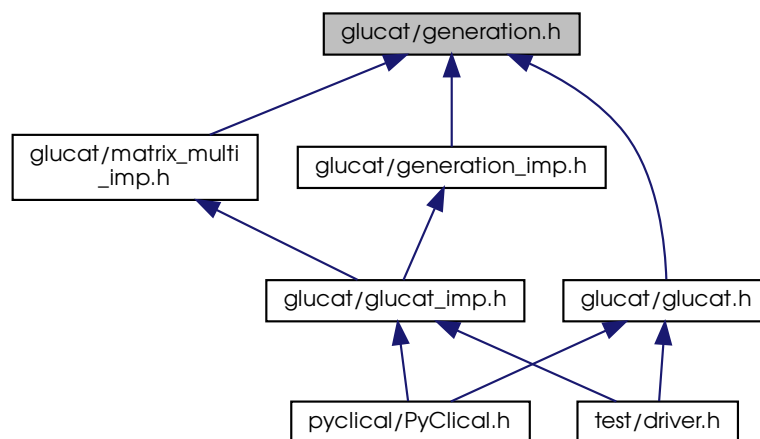 glucat/generation.h
glucat/matrix_multi
_imp.h
glucat/generation_imp.h
glucat/glucat_imp.h
glucat/glucat.h
pyclical/PyClical.h
test/driver.h